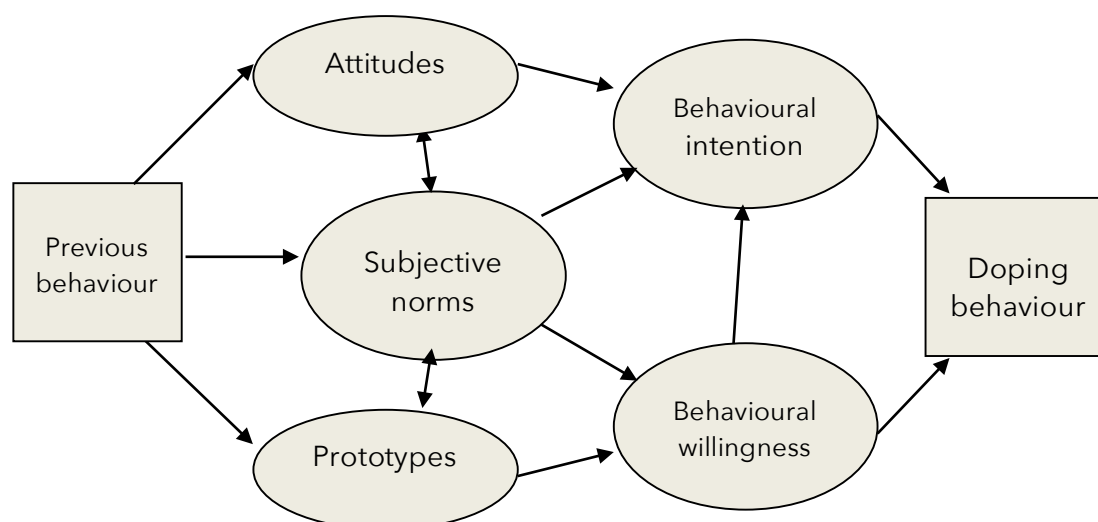 Attitudes
Behavioural
intention
Previous
behaviour
Subjective
norms
Doping
behaviour
Prototypes
Behavioural
willingness